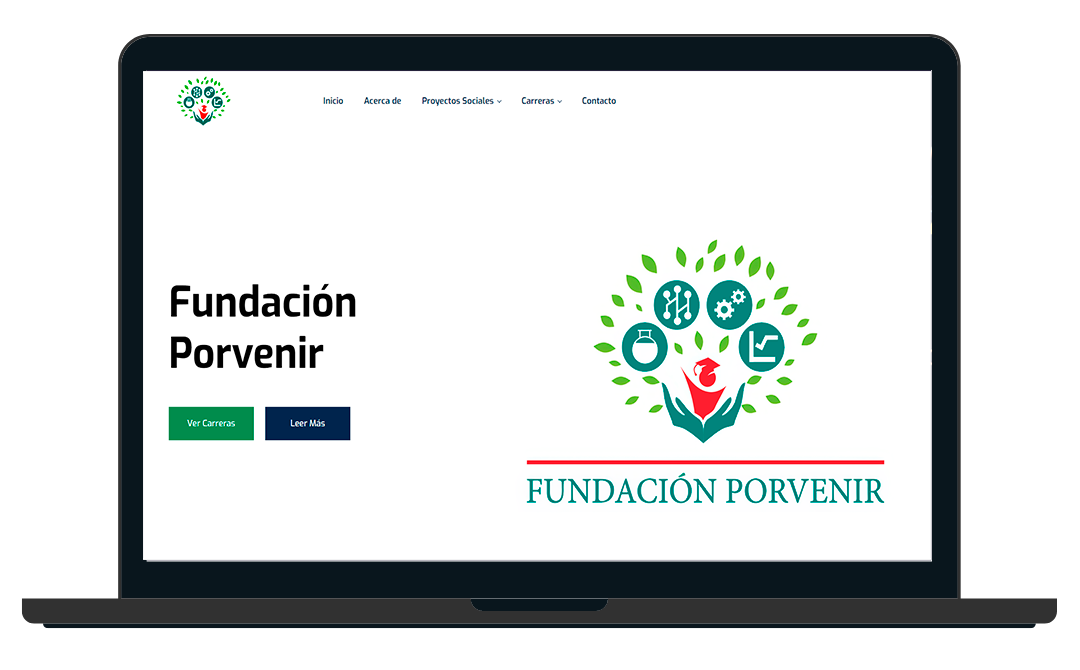 Inicio Acerca de Proyectos Sociales Carreras Contacto
Fundación
Porvenir
Ver Carreras Leer Más
FUNDACIÓN PORVENIR